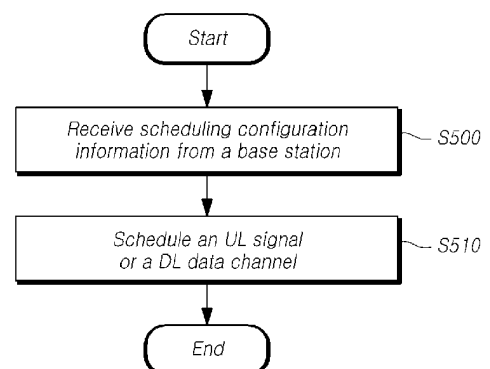 Start
Receive scheduling configuration
information from a base station
S500
Schedule an UL signal
or a DL data channel
S510
End